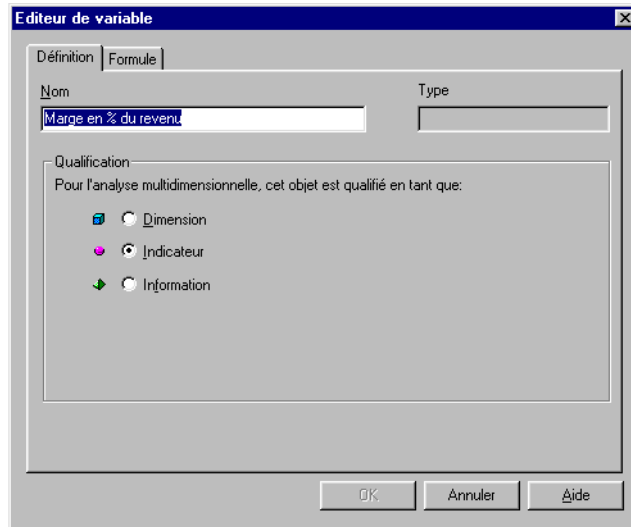 Editeur de variable
Définition
Formule
Nom
Type
Marge en % du revenu
Qualification
Pour l'analyse multidimensionnelle, cet objet est qualifié en tant que:
Dimension
Indicateur
Information
OK
Annuler
Aide